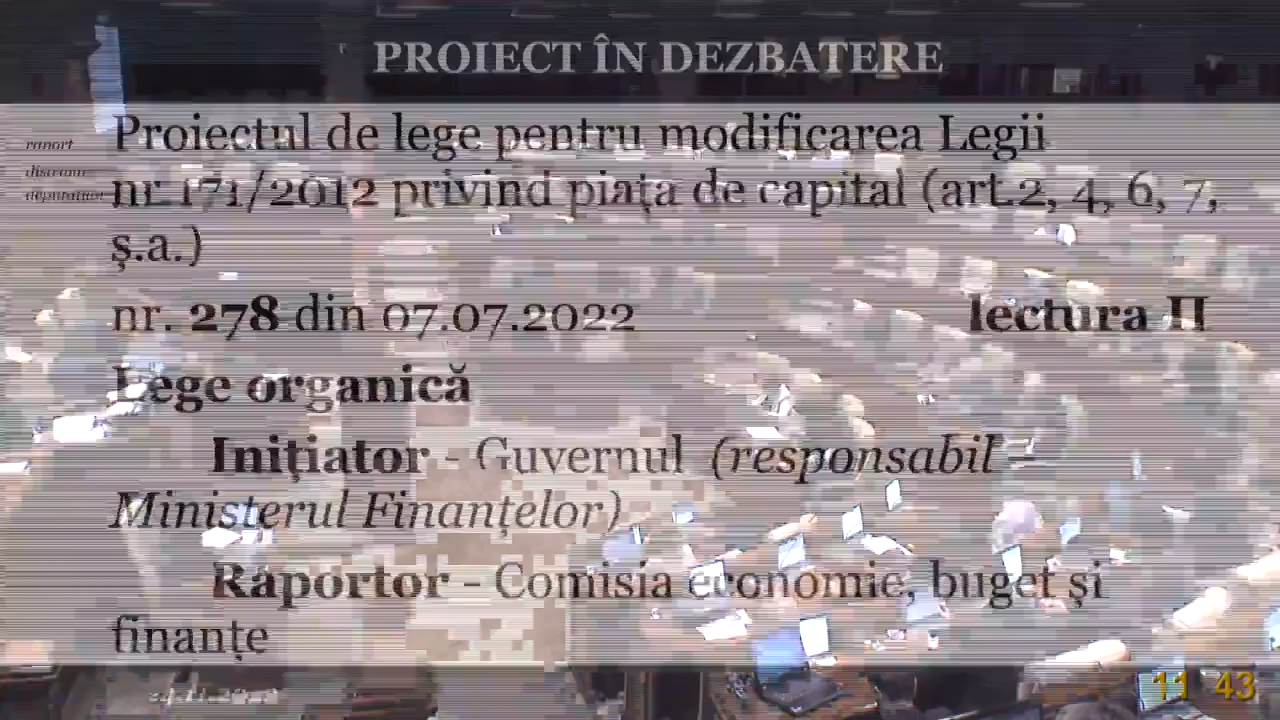 PROIECT ÎN DEZBATERE
Proiectul de lege pentru modificarea Legii
raport
nr.171/2012 privind piața de capital (art.2, 4, 6, 7,
ș.a.)
nr. 278 din 07.07.2022 lectura II
Lege organică
Inițiator - Guvernul (responsabil –
Ministerul Finanțelor)
Raportor - Comisia economie, buget și
finanțe
11 43